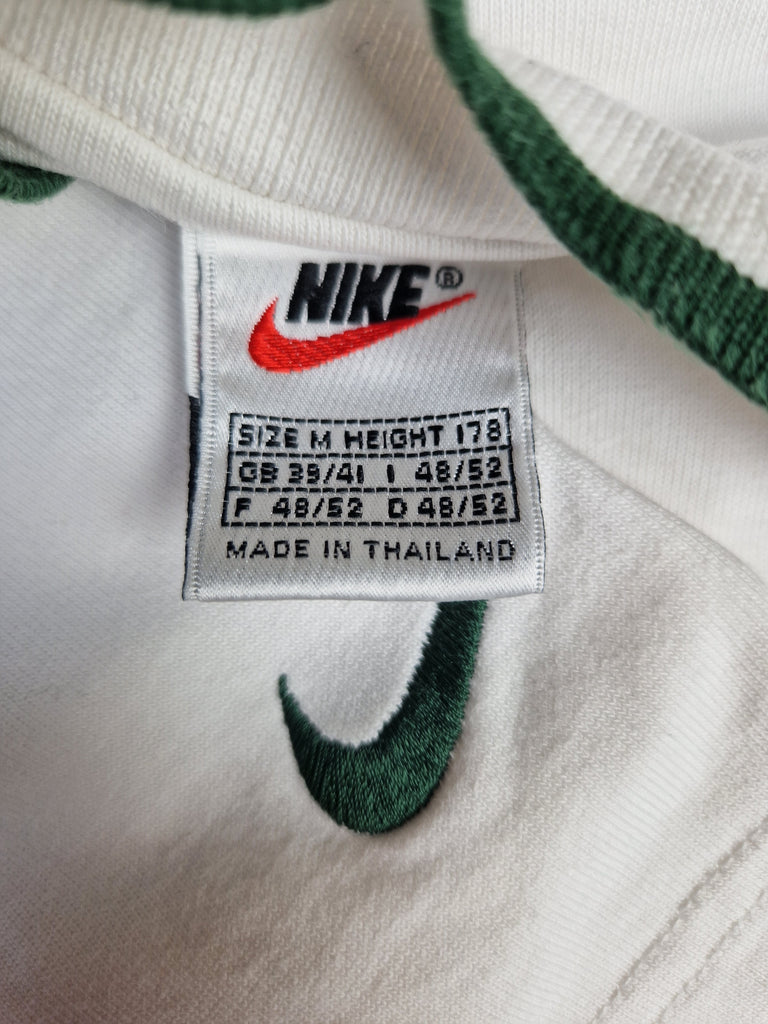 NIKE®
SIZE M HEIGHT 178
GB 39/41 I 48/52
F 48/52 D 48/52
MADE IN THAILAND